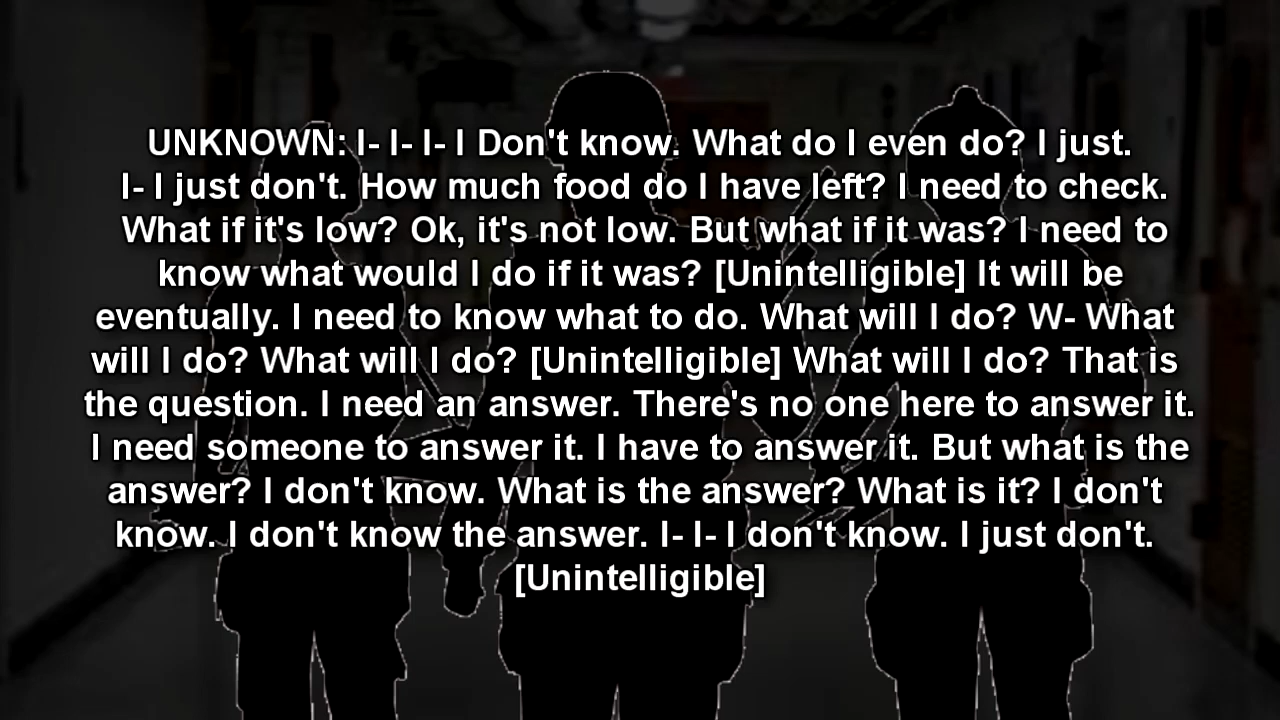 UNKNOWN: I- I- I- I Don't know. What do I even do? I just.
I- I just don't. How much food do I have left? I need to check.
What if it's low? Ok, it's not low. But what if it was? I need to
know what would I do if it was? [Unintelligible] It will be
eventually. I need to know what to do. What will I do? W- What
will I do? What will I do? [Unintelligible] What will I do? That is
the question. I need an answer. There's no one here to answer it.
I need someone to answer it. I have to answer it. But what is the
answer? I don't know. What is the answer? What is it? I don't
know. I don't know the answer. I- I- I don't know. I just don't.
[Unintelligible]